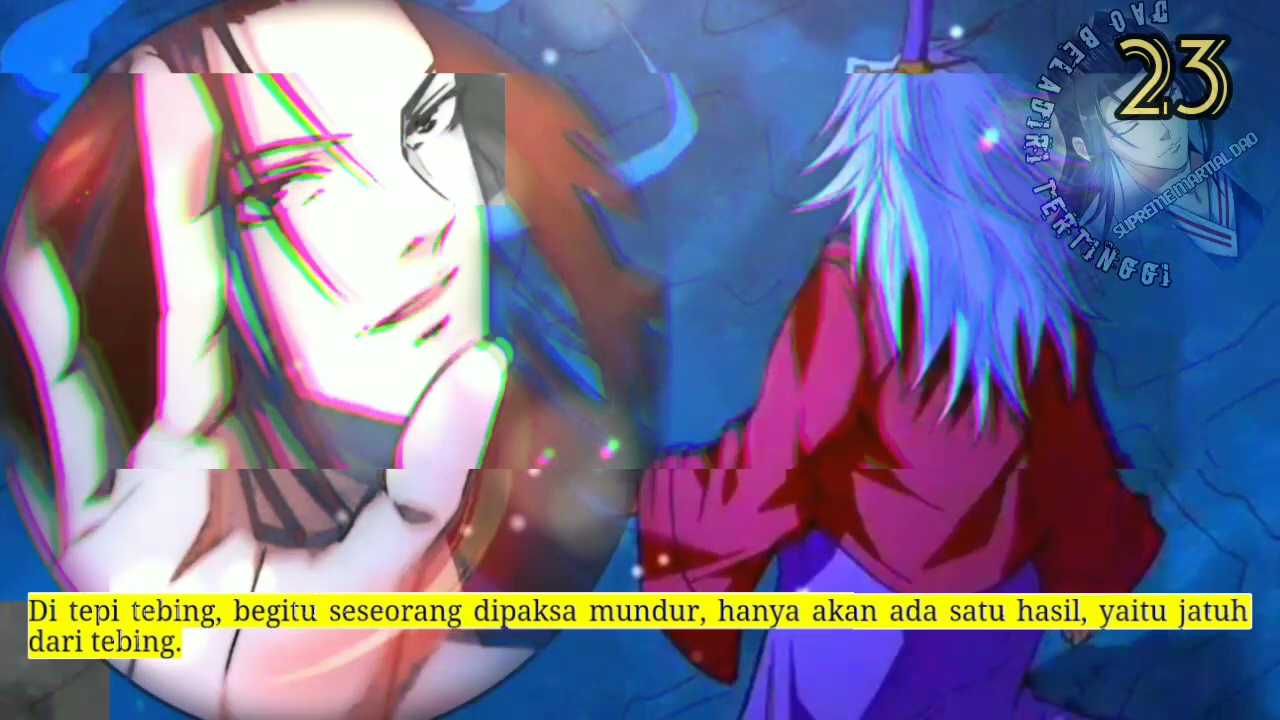 DAO BELADIRI TERTINGGI
23
SUPREME MARTIAL DAO
Di tepi tebing, begitu seseorang dipaksa mundur, hanya akan ada satu hasil, yaitu jatuh
dari tebing.